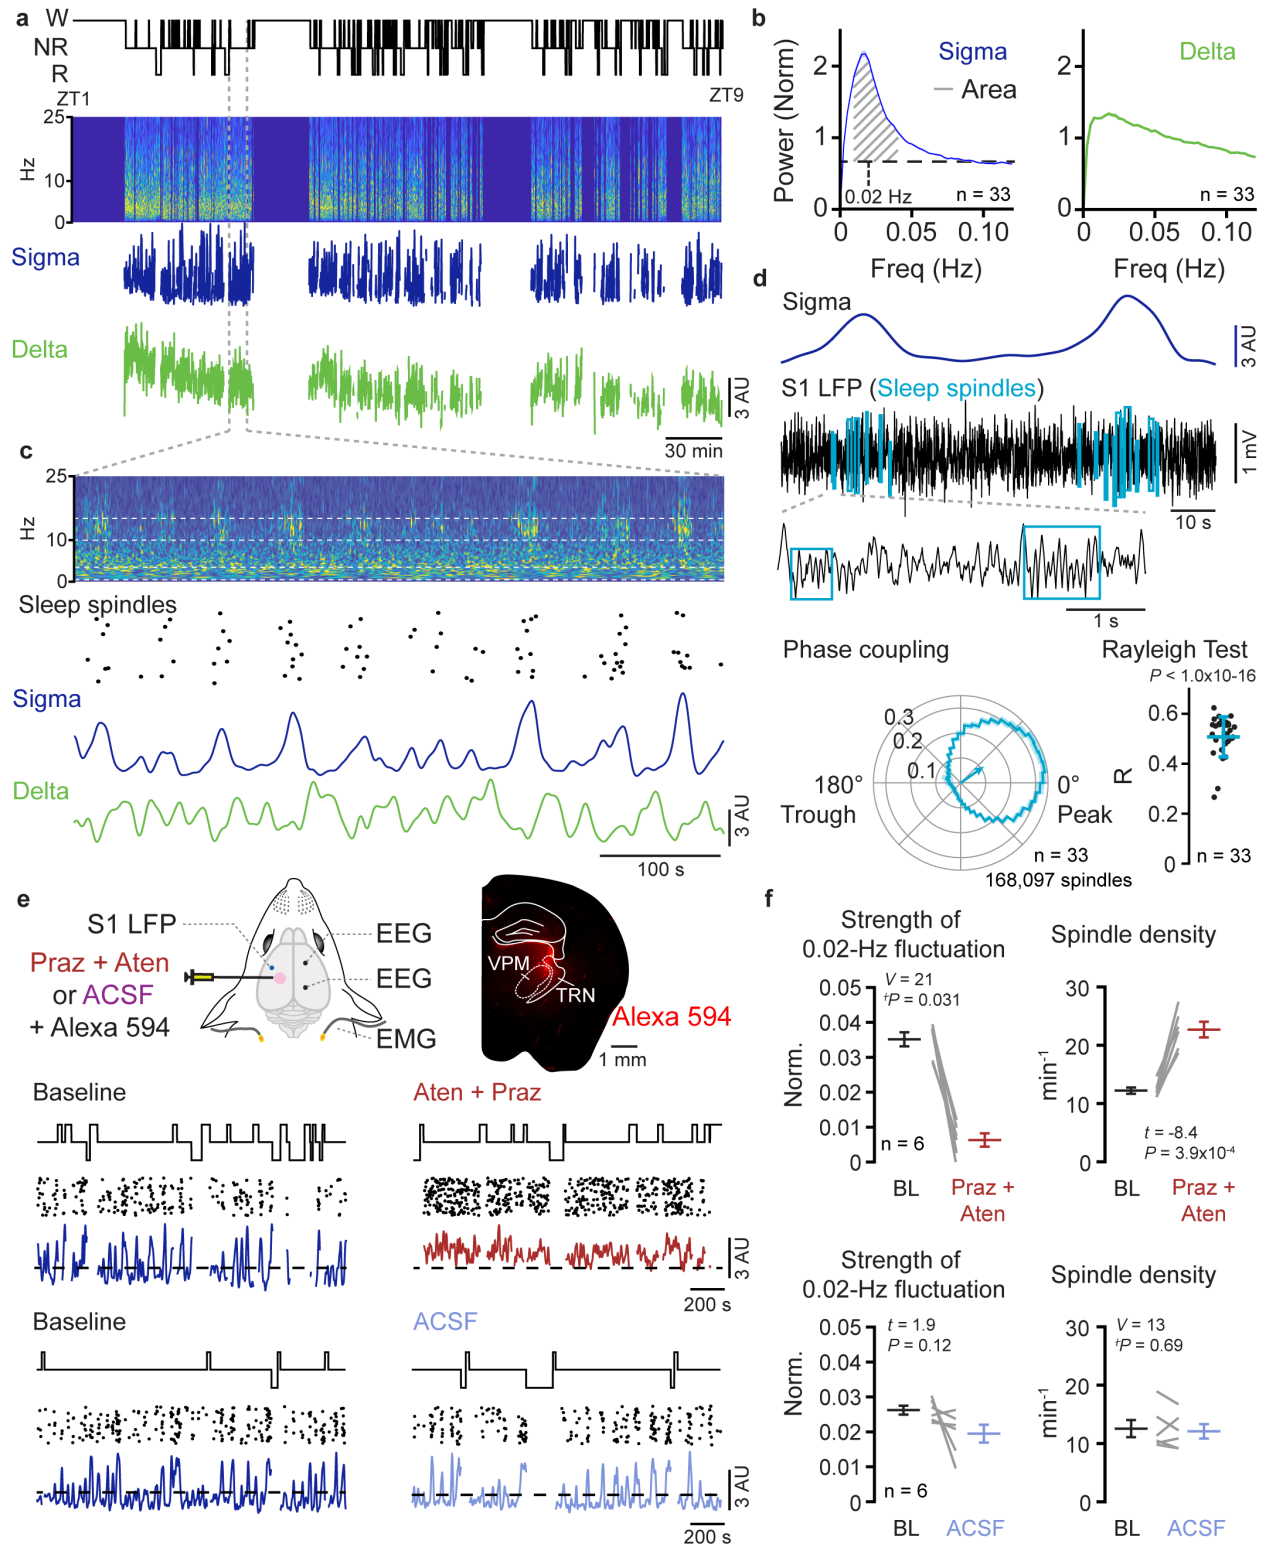 a
W
NR
R
ZT1
ZT9
25
Hz
10
0
Sigma
Delta
3 AU
30 min
b
Power (Norm)
2
1
0
Sigma
Area
0.02 Hz
n = 33
0
0.05
0.10
Freq (Hz)
2
1
0
Delta
n = 33
0
0.05
0.10
Freq (Hz)
c
25
Hz
10
0
Sleep spindles
Sigma
Delta
3 AU
100 s
d
Sigma
3 AU
S1 LFP (Sleep spindles)
1 mV
10 s
1 s
Phase coupling
0.3
0.2
0.1
180°
Trough
0°
Peak
n = 33
168,097 spindles
Rayleigh Test
P < 1.0x10-16
R
0.6
0.4
0.2
0
n = 33
e
S1 LFP
Praz + Aten
or ACSF
+ Alexa 594
EEG
EEG
EMG
VPM
TRN
Alexa 594
1 mm
Baseline
Aten + Praz
3 AU
200 s
Baseline
ACSF
3 AU
200 s
f
Strength of
0.02-Hz fluctuation
V = 21
†P = 0.031
Norm.
0.05
0.04
0.03
0.02
0.01
0
n = 6
BL
Praz +
Aten
Spindle density
min-1
30
20
10
0
t = -8.4
P = 3.9x10-4
BL
Praz +
Aten
Strength of
0.02-Hz fluctuation
t = 1.9
P = 0.12
Norm.
0.05
0.04
0.03
0.02
0.01
0
n = 6
BL
ACSF
Spindle density
V = 13
†P = 0.69
min-1
30
20
10
0
BL
ACSF